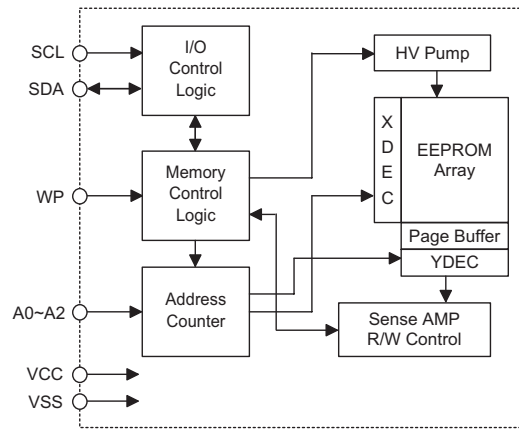 SCL
SDA
WP
A0~A2
VCC
VSS
I/O
Control
Logic
Memory
Control
Logic
Address
Counter
HV Pump
X
D
E
C
EEPROM
Array
Page Buffer
YDEC
Sense AMP
R/W Control